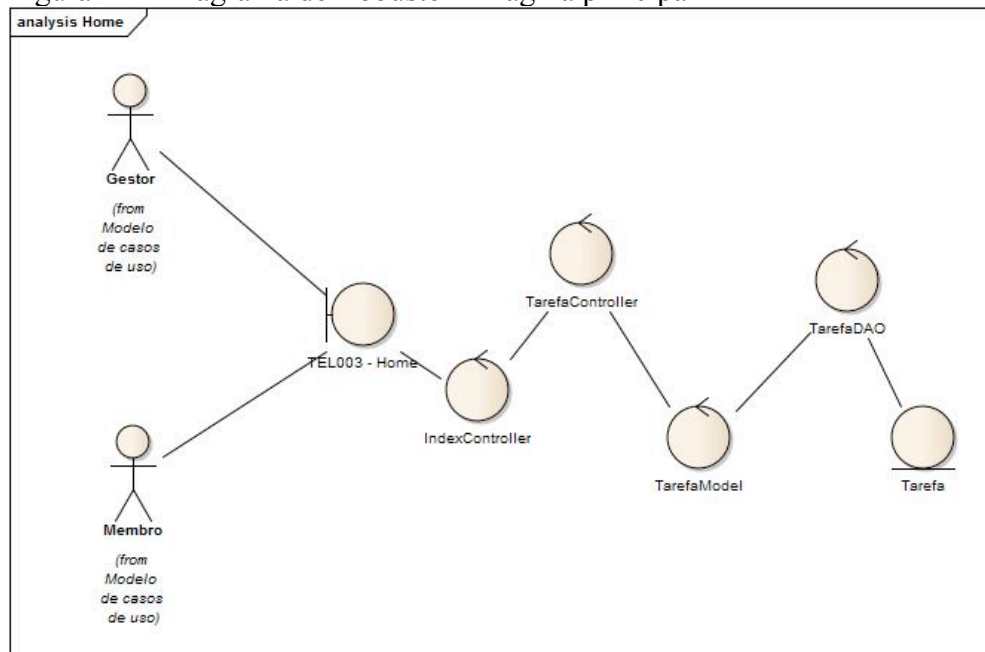 analysis Home
Gestor
(from
Modelo
de casos
de uso)
TarefaController
TarefaDAO
TEL003 - Home
IndexController
TarefaModel
Tarefa
Membro
(from
Modelo
de casos
de uso)